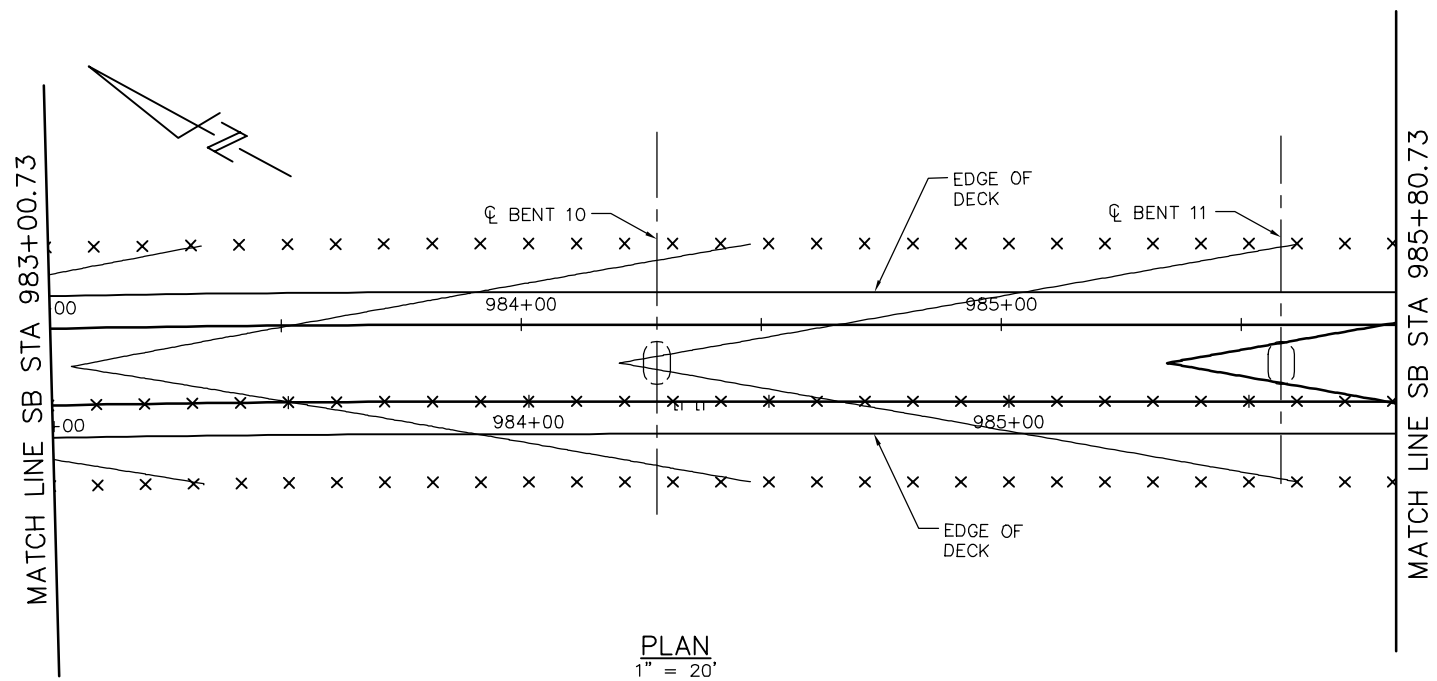 MATCH LINE SB STA 983+00.73
℄ BENT 10
EDGE OF
DECK
℄ BENT 11
00
984+00
985+00
+00
984+00
985+00
EDGE OF
DECK
MATCH LINE SB STA 985+80.73
PLAN
1" = 20'